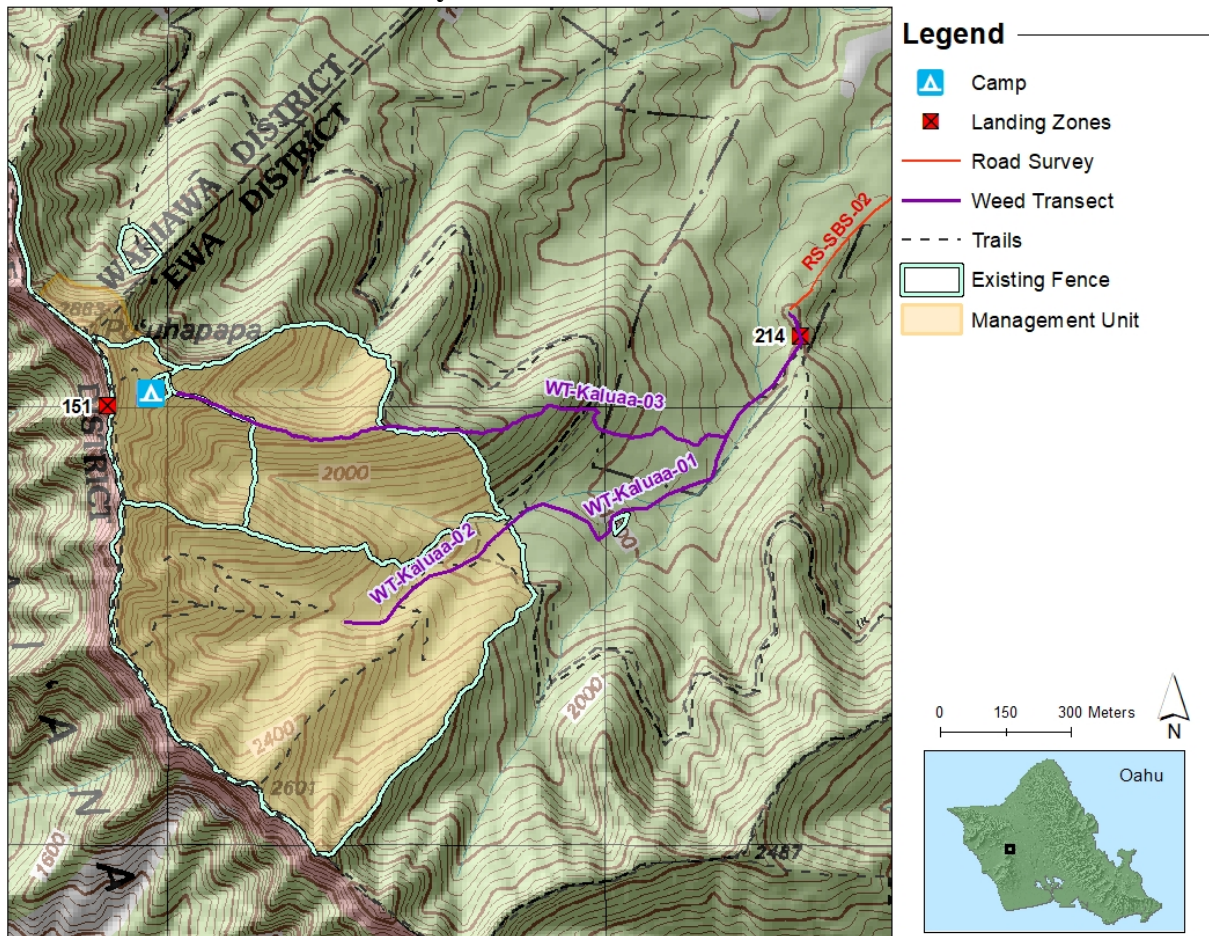 WAHIAWA DISTRICT
'EWA DISTRICT
Pu'uhapapa
151
DISTRICT
2000
WT-Kaluaa-03
WT-Kaluaa-01
WT-Kaluaa-02
214
RS-SBS-02
2000
2400
2601
2487
1600
A
N
A
Legend
Camp
Landing Zones
Road Survey
Weed Transect
Trails
Existing Fence
Management Unit
0 150 300 Meters
N
Oahu